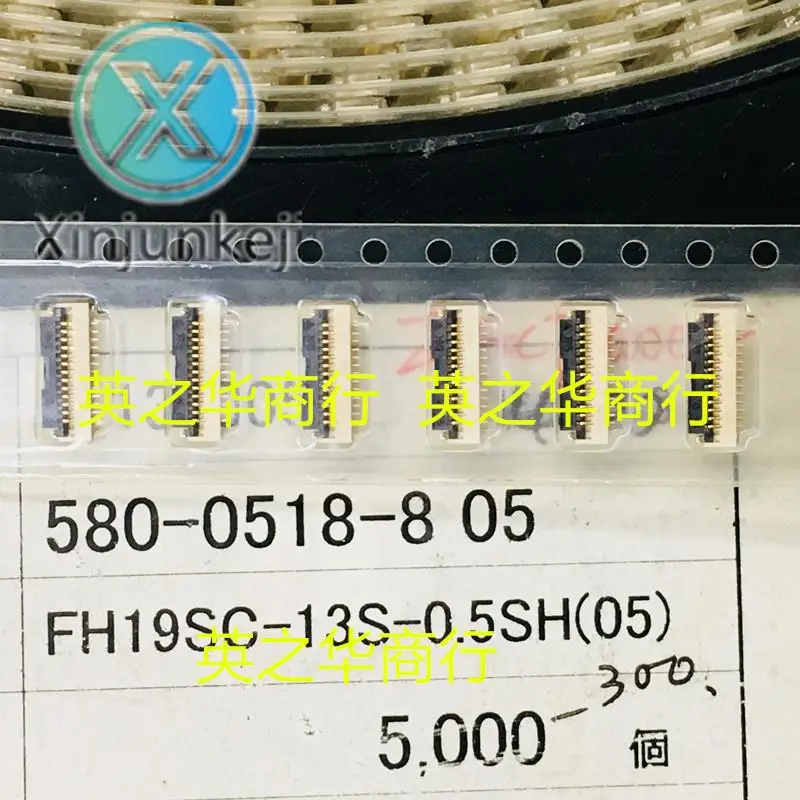 Xinjunkeji
英之华商行 英之华商行
580-0518-8 05
FH19SC-13S-0.5SH(05)
英之华商行
-300.
5,000 個